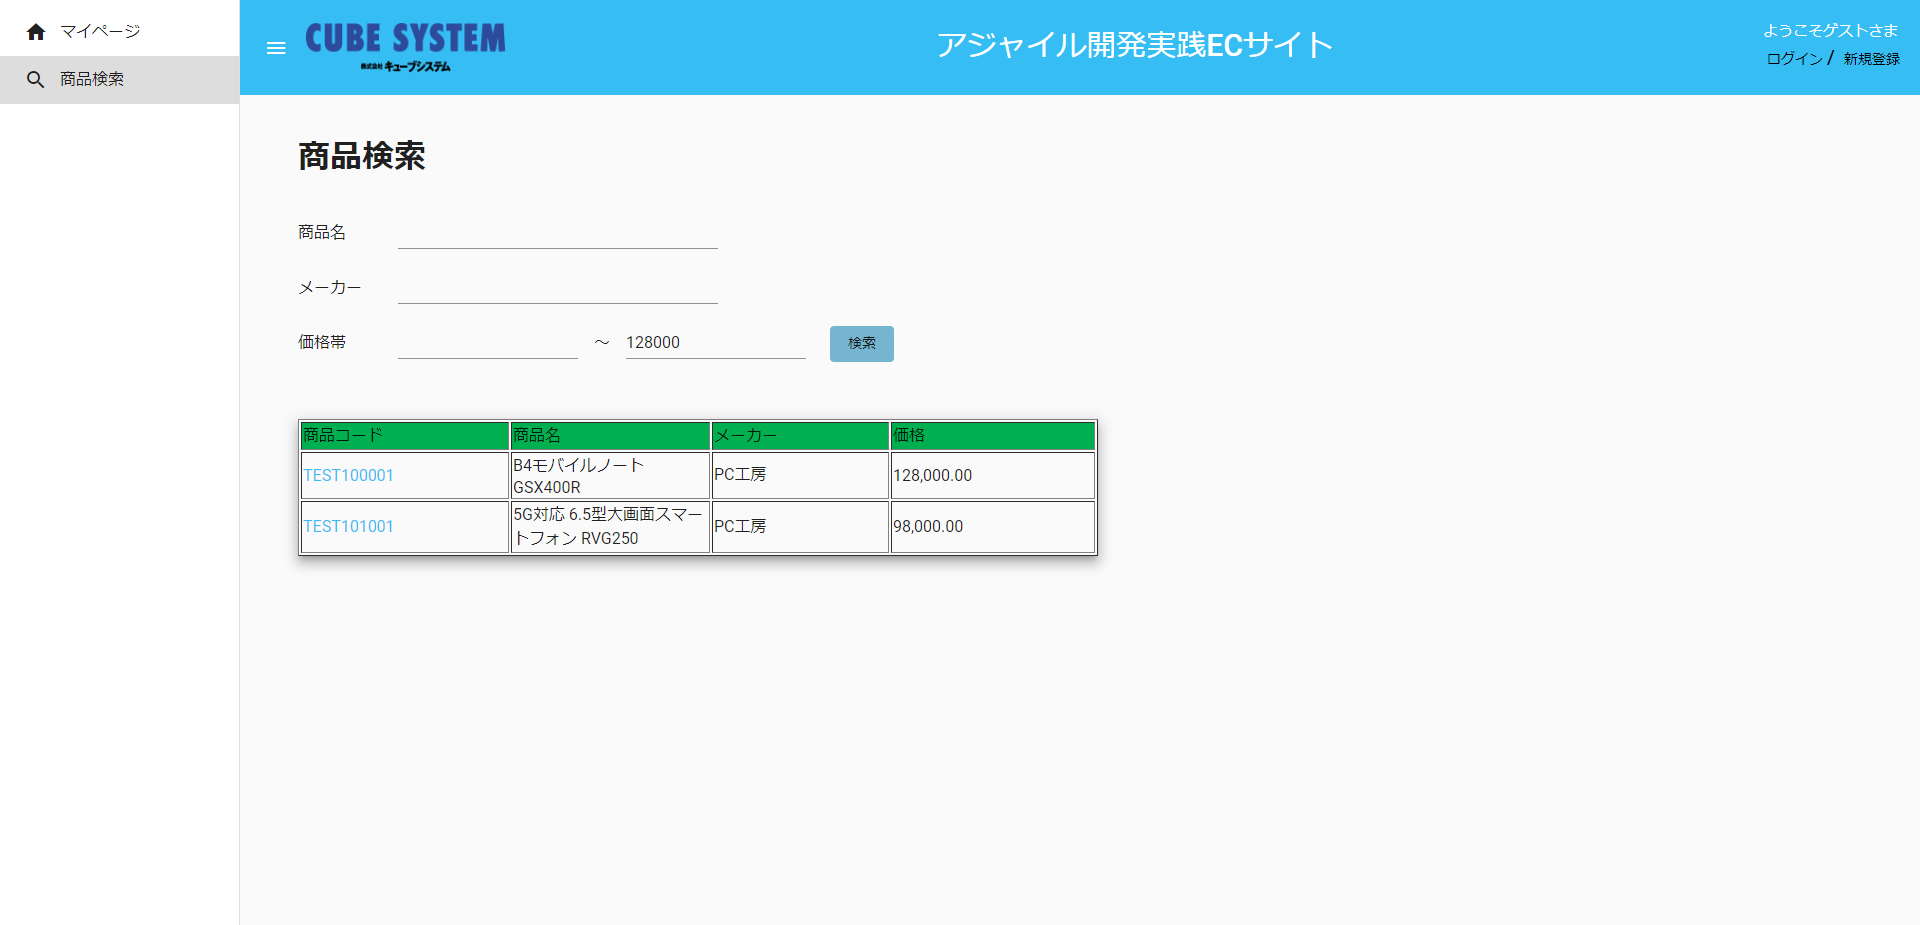 マイページ
商品検索
CUBE SYSTEM
株式会社 キューブシステム
アジャイル開発実践ECサイト
ようこそゲストさま
ログイン / 新規登録
商品検索
商品名
メーカー
価格帯 ～ 128000 検索
商品コード 商品名 メーカー 価格
TEST100001 B4モバイルノート GSX400R PC工房 128,000.00
TEST101001 5G対応 6.5型大画面スマートフォン RVG250 PC工房 98,000.00